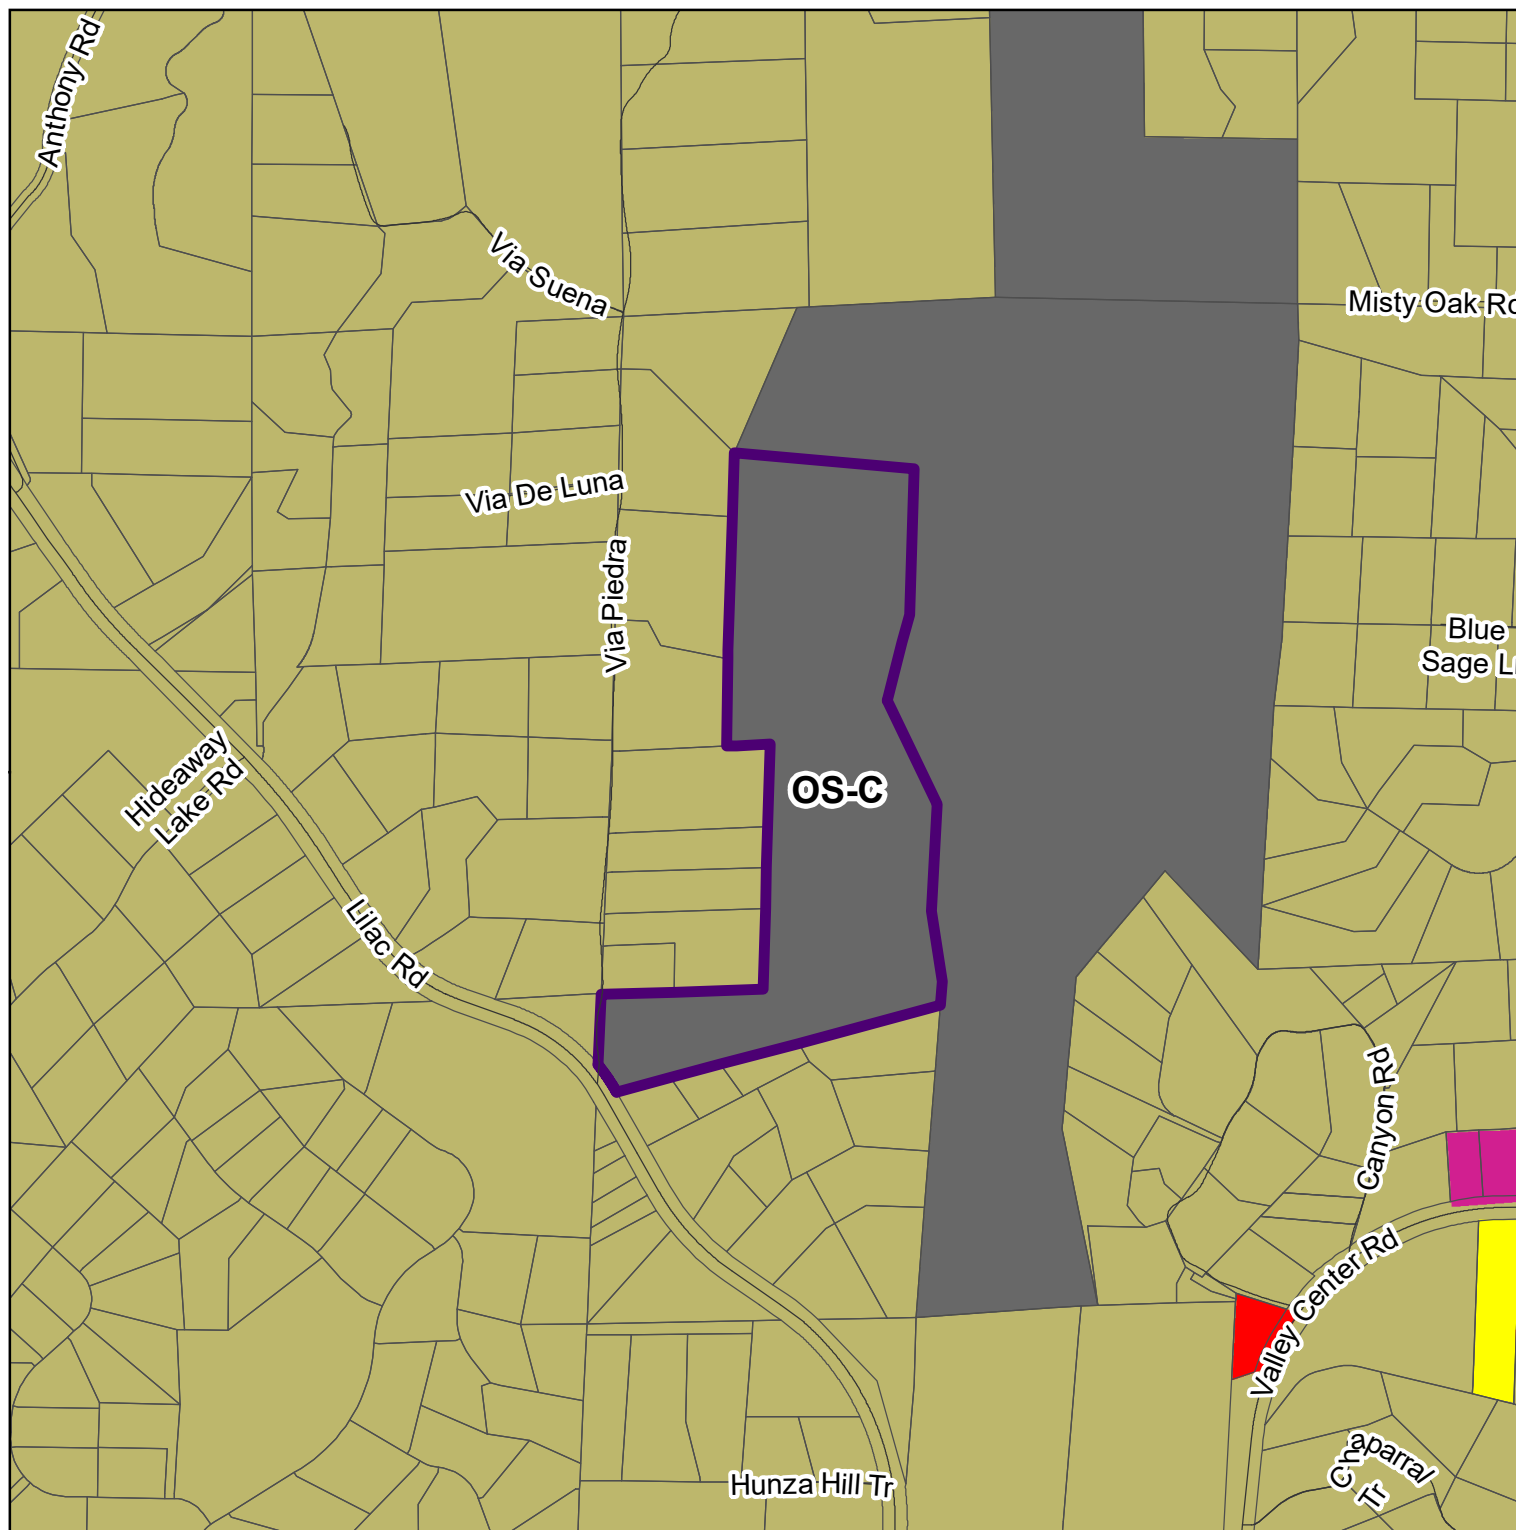 Anthony Rd
Via Suena
Misty Oak Rd
Via De Luna
Via Piedra
Blue
Sage L
Hideaway
Lake Rd
OS-C
Lilac Rd
Canyon Rd
Valley Center Rd
Chaparral
Tr
Hunza Hill Tr